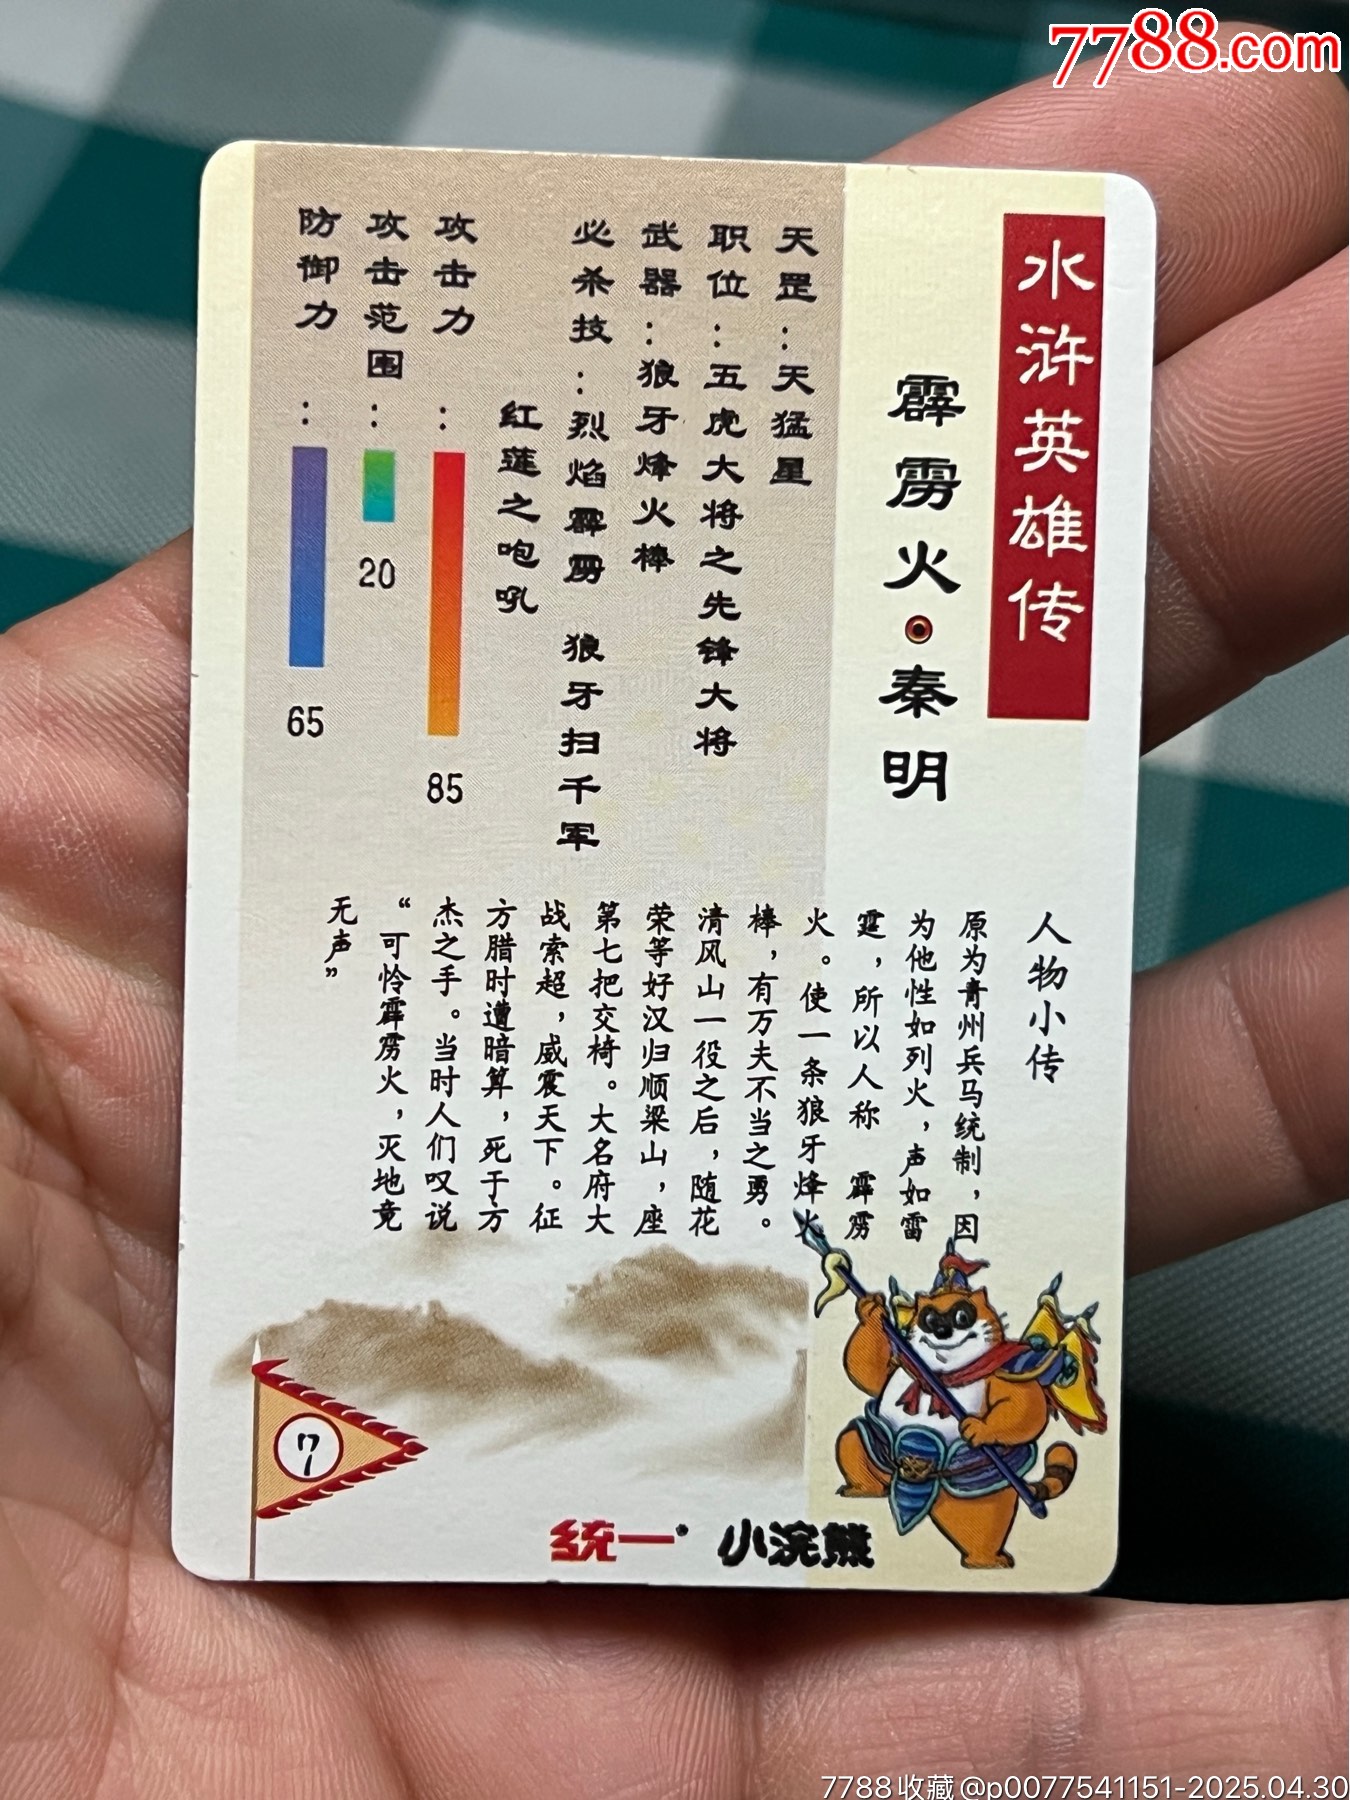 7788.com
水浒英雄传
霹雳火·秦明
天罡：天猛星
职位：五虎大将之先锋大将
武器：狼牙烽火棒
必杀技：烈焰霹雳 狼牙扫千军
红莲之咆吼
攻击力：85
攻击范围：20
防御力：65
人物小传
原为青州兵马统制，因
为他性如列火，声如雷
霆，所以人称 霹雳
火。使一条狼牙烽火
棒，有万夫不当之勇。
清风山一役之后，随花
荣等好汉归顺梁山，座
第七把交椅。大名府大
战索超，威震天下。征
方腊时遭暗算，死于方
杰之手。当时人们叹说
“可怜霹雳火，灭地竟
无声”
7
統一 小浣熊
7788收藏@p0077541151-2025.04.30